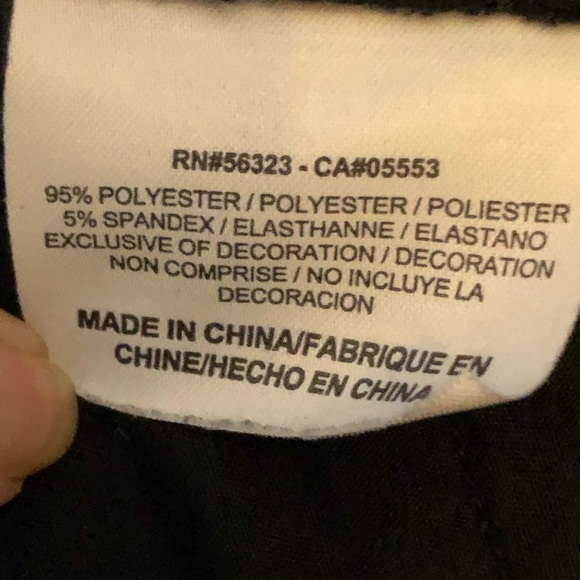 RN#56323 - CA#05553
95% POLYESTER / POLYESTER / POLIESTER
5% SPANDEX / ELASTHANNE / ELASTANO
EXCLUSIVE OF DECORATION / DECORATION
NON COMPRISE / NO INCLUYE LA
DECORACION
MADE IN CHINA/FABRIQUE EN
CHINE/HECHO EN CHINA